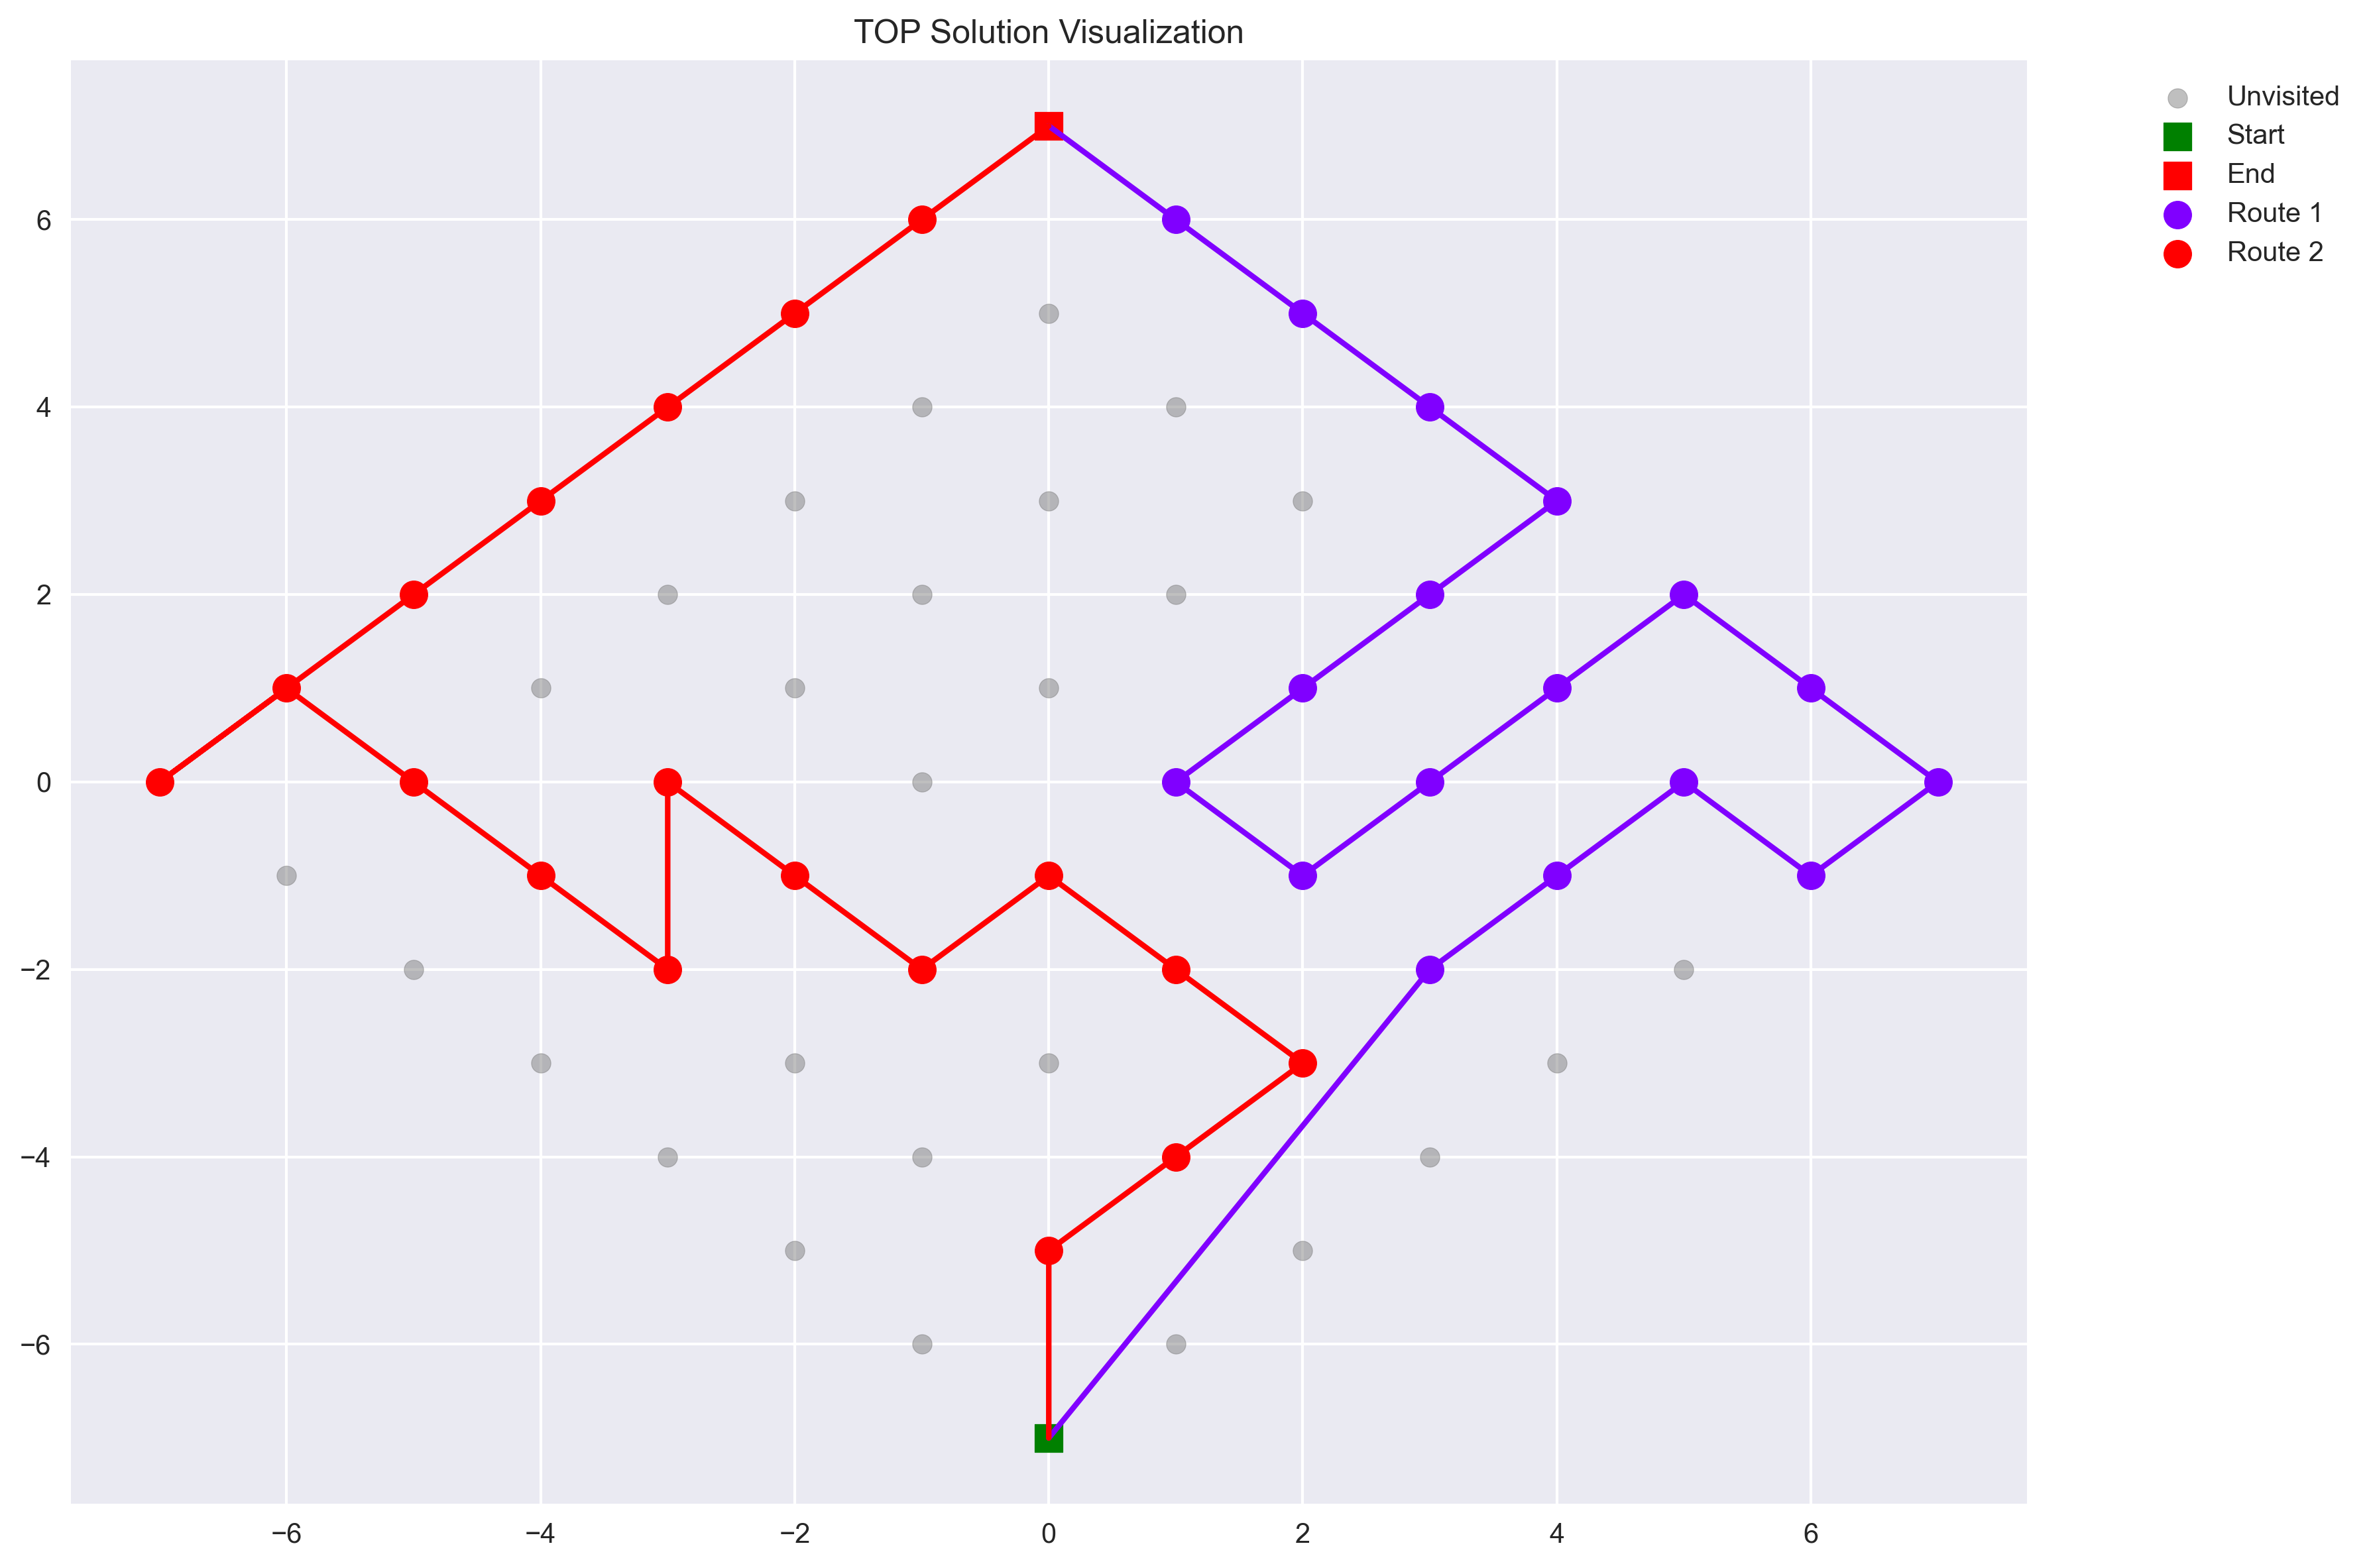 TOP Solution Visualization
Unvisited
Start
End
Route 1
Route 2
6
4
2
0
−2
−4
−6
−6 −4 −2 0 2 4 6